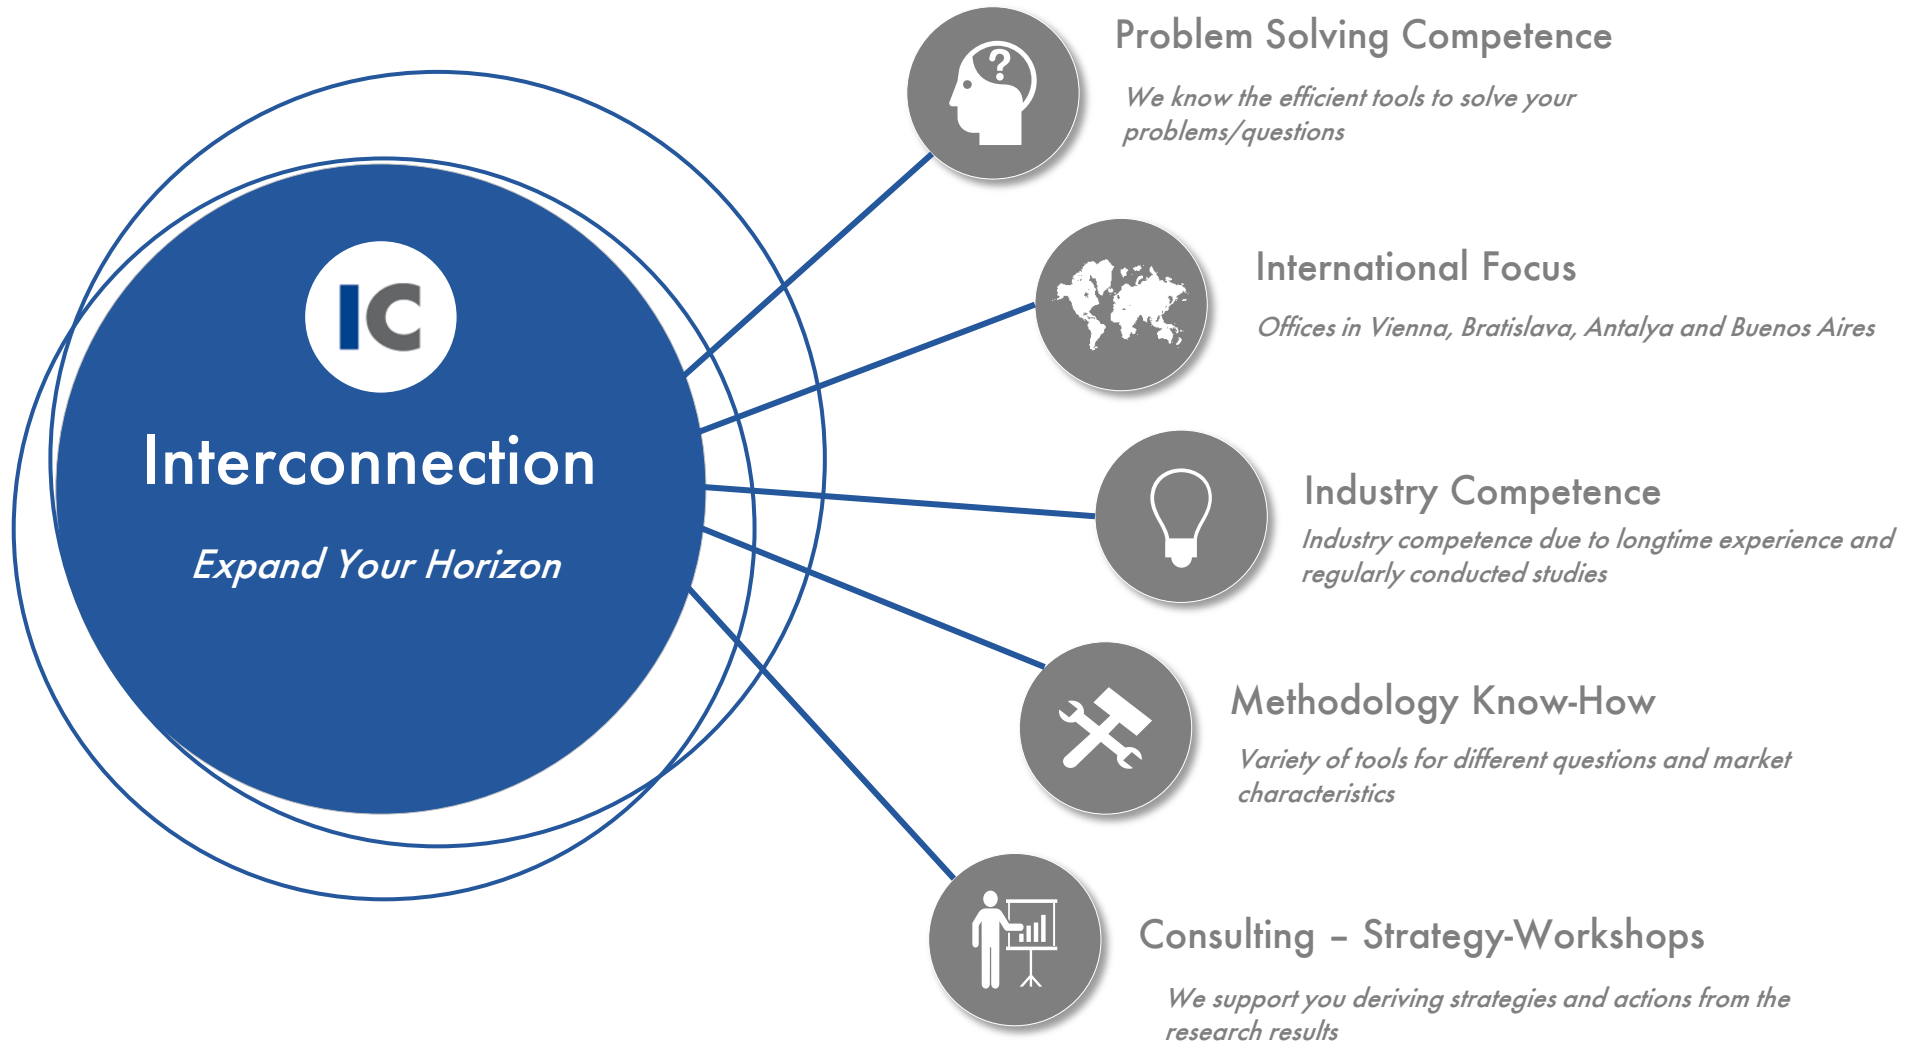 IC
Interconnection
Expand Your Horizon
Problem Solving Competence
We know the efficient tools to solve your
problems/questions
International Focus
Offices in Vienna, Bratislava, Antalya and Buenos Aires
Industry Competence
Industry competence due to longtime experience and
regularly conducted studies
Methodology Know-How
Variety of tools for different questions and market
characteristics
Consulting – Strategy-Workshops
We support you deriving strategies and actions from the
research results